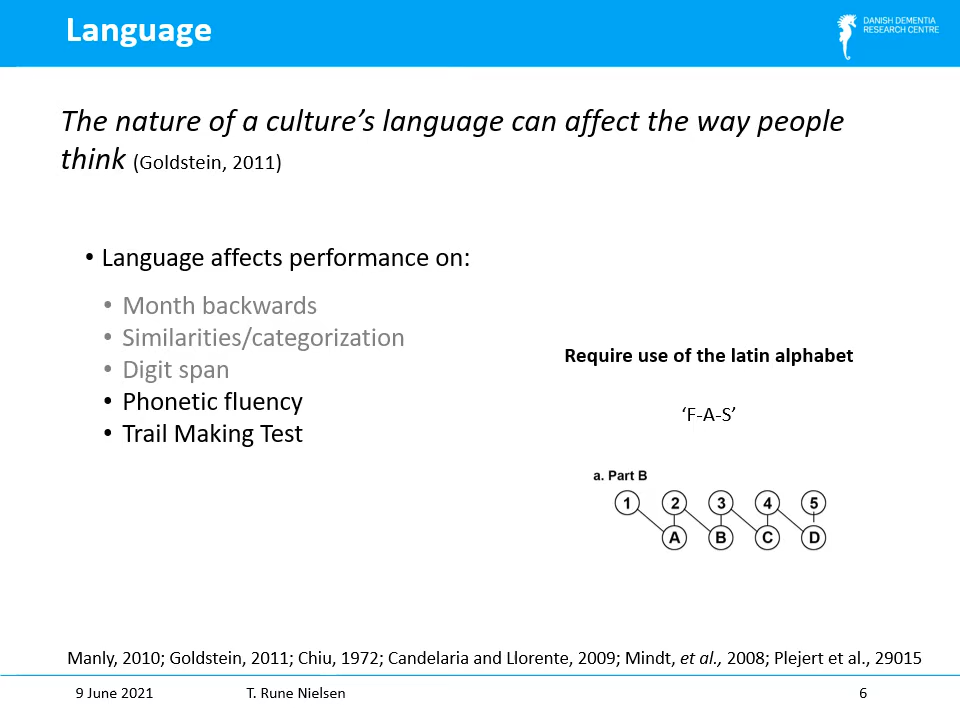 Language
DANISH DEMENTIA
RESEARCH CENTRE
The nature of a culture’s language can affect the way people
think (Goldstein, 2011)
• Language affects performance on:
• Month backwards
• Similarities/categorization
• Digit span
• Phonetic fluency
• Trail Making Test
Require use of the latin alphabet
‘F-A-S’
a. Part B
1 2 3 4 5
A B C D
Manly, 2010; Goldstein, 2011; Chiu, 1972; Candelaria and Llorente, 2009; Mindt, et al., 2008; Plejert et al., 29015
9 June 2021 T. Rune Nielsen 6